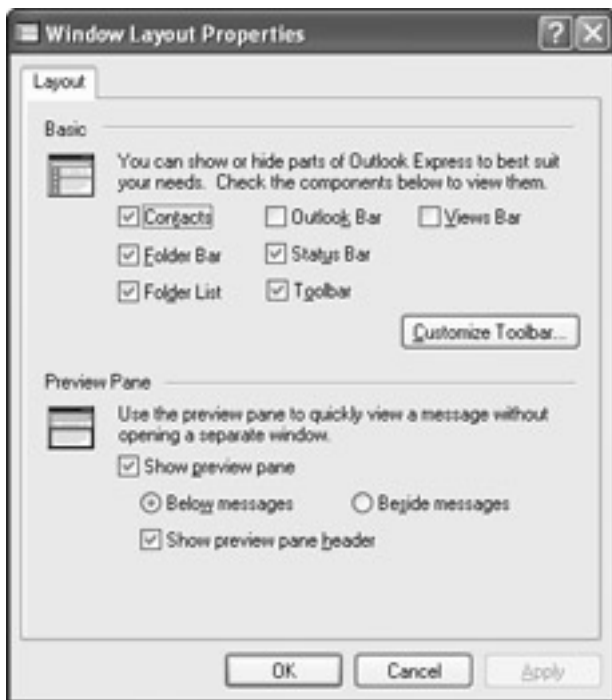 Window Layout Properties
Layout
Basic
You can show or hide parts of Outlook Express to best suit
your needs. Check the components below to view them.
Contacts Outlook Bar Views Bar
Folder Bar Status Bar
Folder List Toolbar
Customize Toolbar...
Preview Pane
Use the preview pane to quickly view a message without
opening a separate window.
Show preview pane
Below messages Beside messages
Show preview pane header
OK Cancel Apply